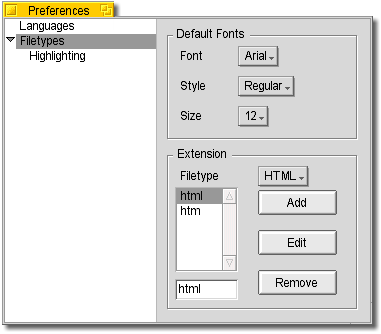 Preferences
Languages
Filetypes
Highlighting
Default Fonts
Font Arial
Style Regular
Size 12
Extension
Filetype HTML
html
htm
Add
Edit
html
Remove